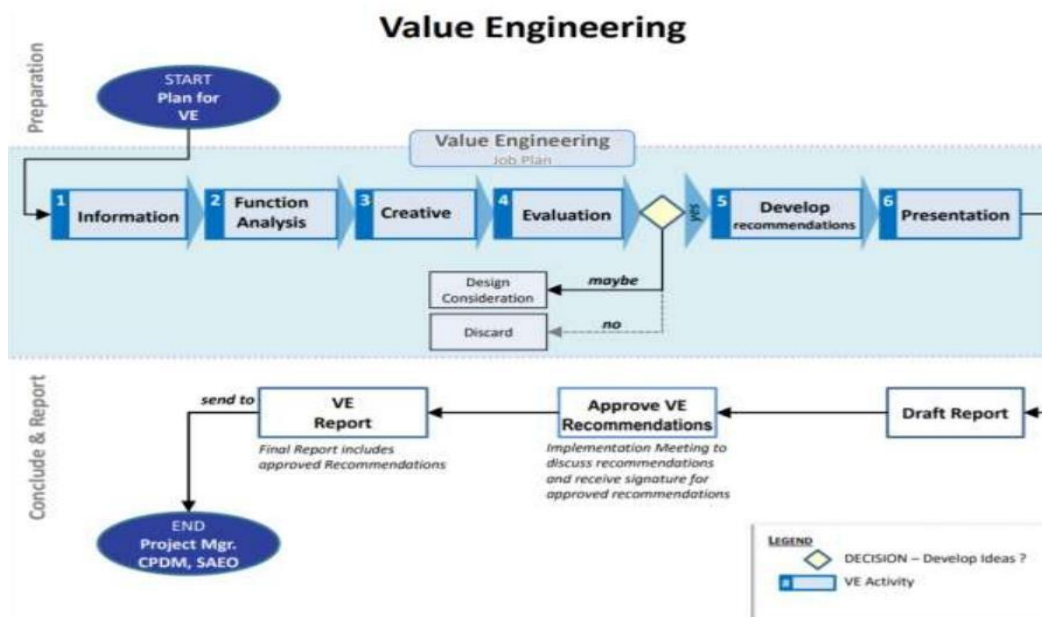 Value Engineering
Preparation
START
Plan for
VE
Value Engineering
Job Plan
1
Information
2
Function
Analysis
3
Creative
4
Evaluation
yes
5
Develop
recommendations
6
Presentation
Design
Consideration
maybe
Discard
no
Conclude & Report
send to
VE
Report
Final Report includes
approved Recommendations
Approve VE
Recommendations
Implementation Meeting to
discuss recommendations
and receive signature for
approved recommendations
Draft Report
END
Project Mgr.
CPDM, SAEO
LEGEND
DECISION – Develop Ideas ?
#
VE Activity